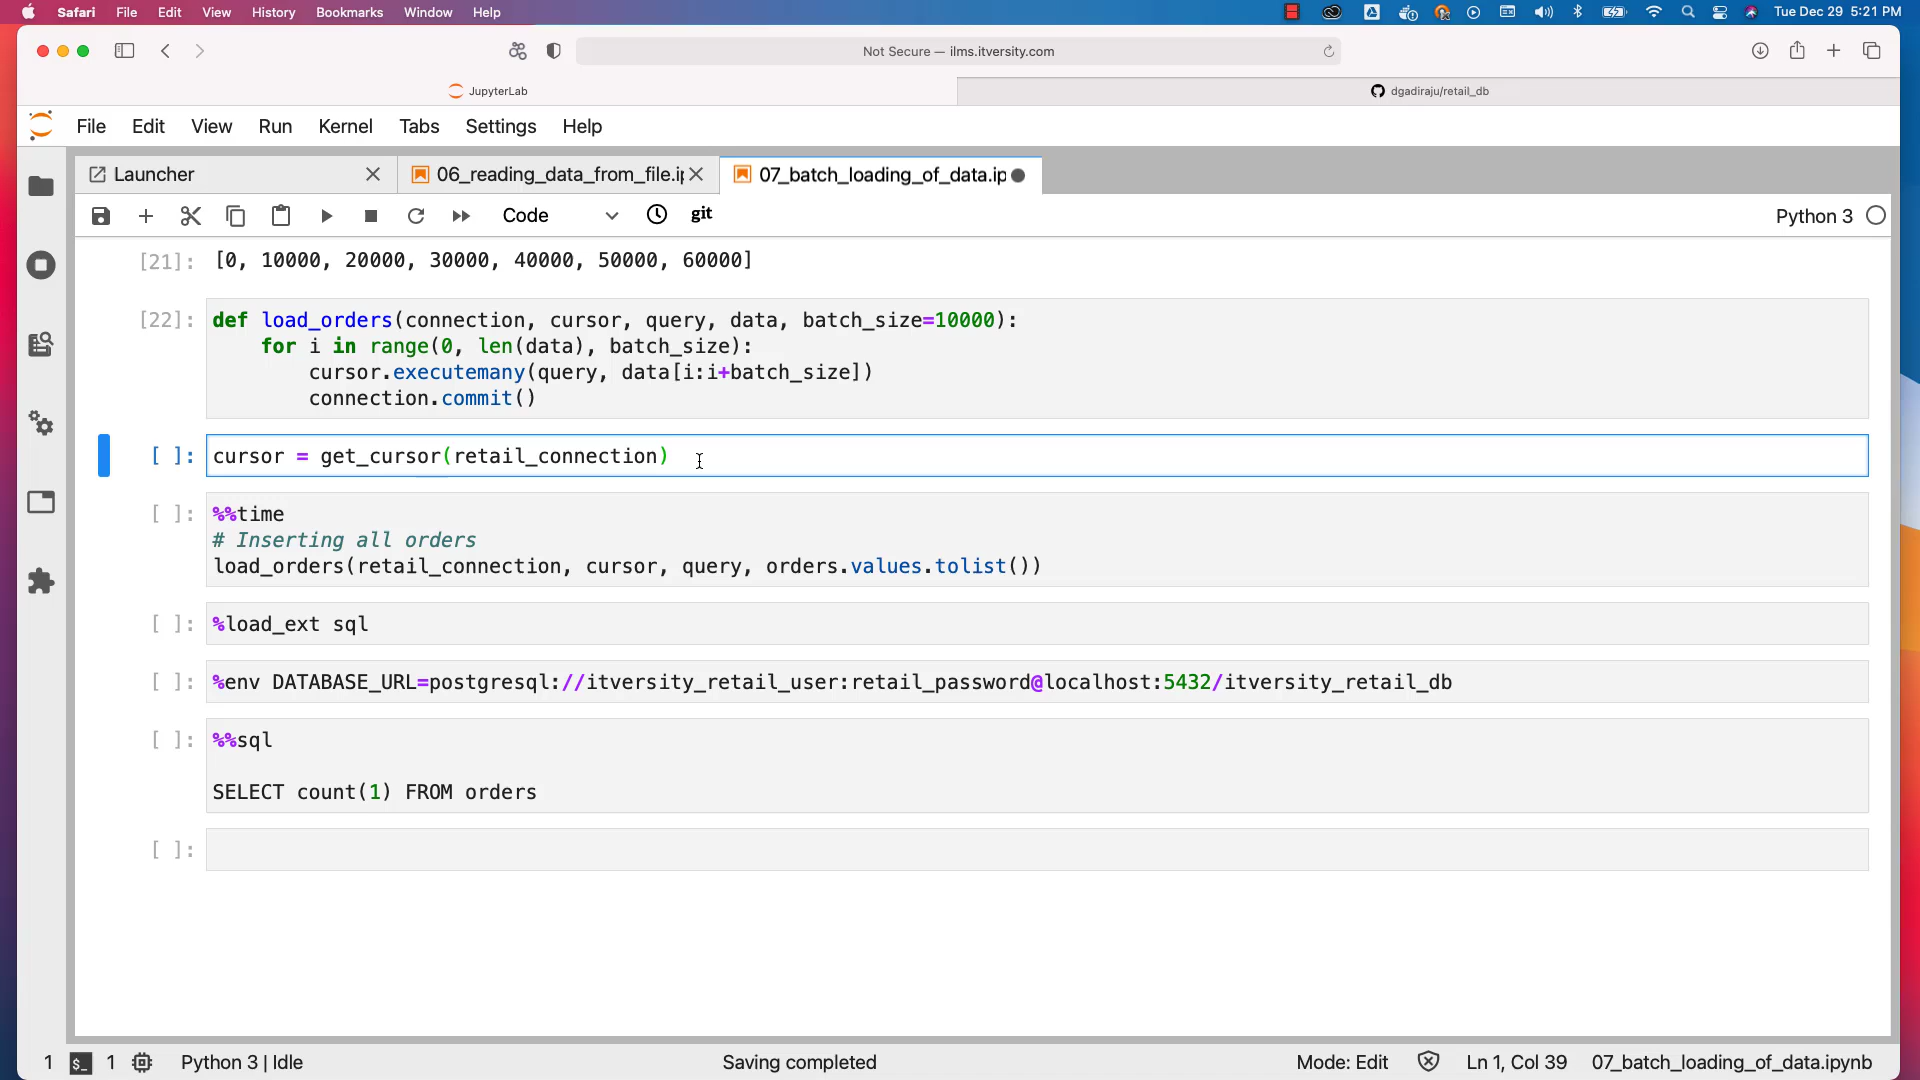 Safari File Edit View History Bookmarks Window Help Tue Dec 29 5:21 PM
Not Secure — ilms.itversity.com
JupyterLab dgadiraju/retail_db
File Edit View Run Kernel Tabs Settings Help
Launcher 06_reading_data_from_file.i 07_batch_loading_of_data.ip
Code git Python 3
[21]: [0, 10000, 20000, 30000, 40000, 50000, 60000]
[22]: def load_orders(connection, cursor, query, data, batch_size=10000):
for i in range(0, len(data), batch_size):
cursor.executemany(query, data[i:i+batch_size])
connection.commit()
[ ]: cursor = get_cursor(retail_connection)
[ ]: %%time
# Inserting all orders
load_orders(retail_connection, cursor, query, orders.values.tolist())
[ ]: %load_ext sql
[ ]: %env DATABASE_URL=postgresql://itversity_retail_user:retail_password@localhost:5432/itversity_retail_db
[ ]: %%sql
SELECT count(1) FROM orders
[ ]:
1 $_ 1 Python 3 | Idle Saving completed Mode: Edit Ln 1, Col 39 07_batch_loading_of_data.ipynb